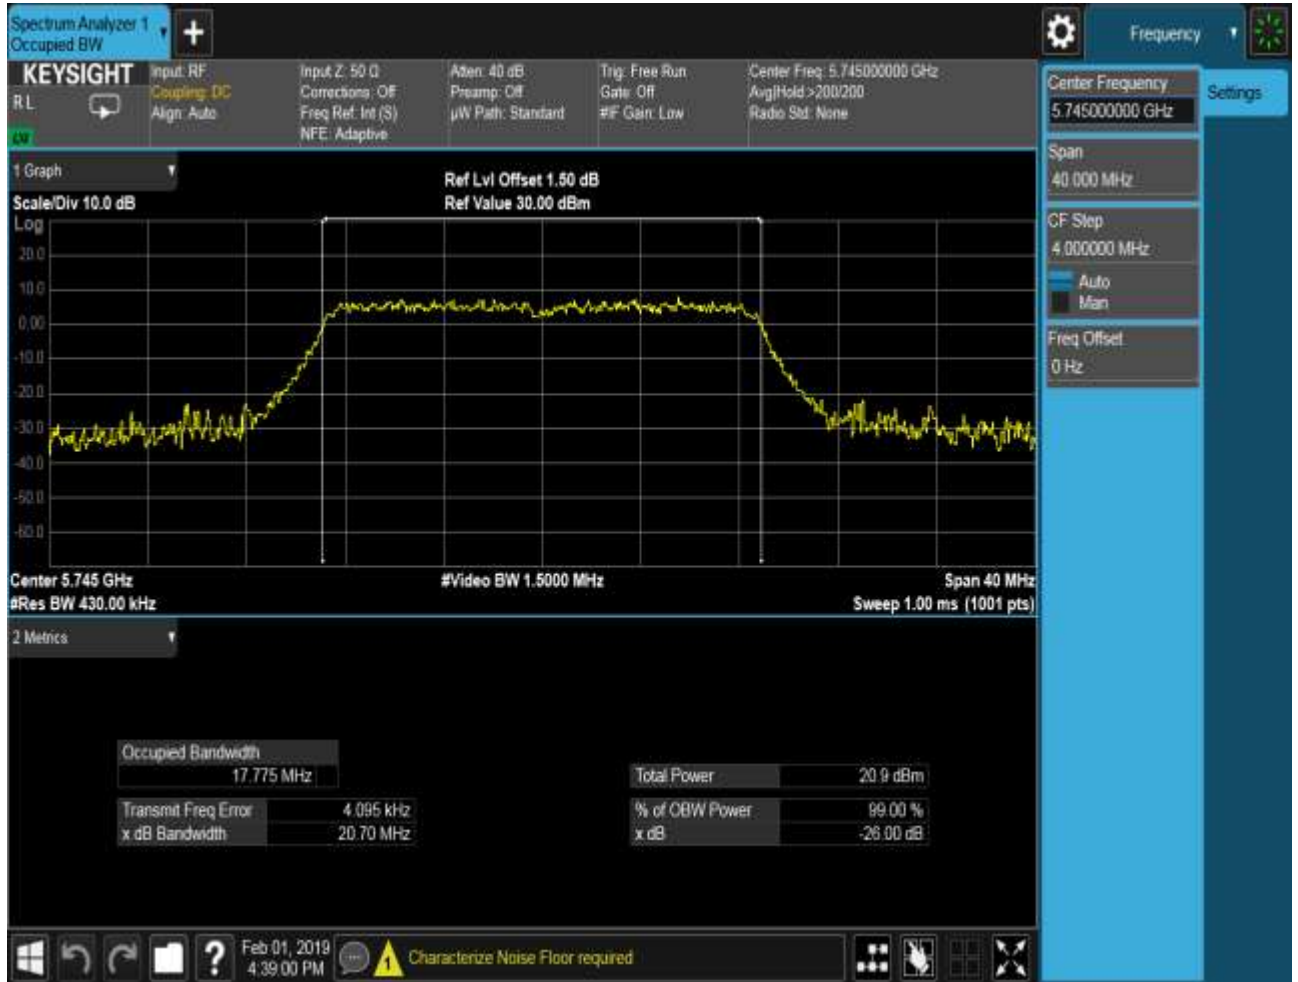 Spectrum Analyzer 1
Occupied BW
Frequency
KEYSIGHT
RL
Input: RF
Coupling: DC
Align: Auto
Input Z: 50 Ω
Corrections: Off
Freq Ref: Int (S)
NFE: Adaptive
Atten: 40 dB
Preamp: Off
µW Path: Standard
Trig: Free Run
Gate: Off
#IF Gain: Low
Center Freq: 5.745000000 GHz
Avg|Hold:>200/200
Radio Std: None
Center Frequency
5.745000000 GHz
Settings
Span
40.000 MHz
CF Step
4.000000 MHz
Auto
Man
Freq Offset
0 Hz
1 Graph
Scale/Div 10.0 dB
Ref Lvl Offset 1.50 dB
Ref Value 30.00 dBm
Log
20.0
10.0
0.00
-10.0
-20.0
-30.0
-40.0
-50.0
-60.0
Center 5.745 GHz
#Video BW 1.5000 MHz
Span 40 MHz
#Res BW 430.00 kHz
Sweep 1.00 ms (1001 pts)
2 Metrics
Occupied Bandwidth
17.775 MHz
Total Power 20.9 dBm
Transmit Freq Error 4.095 kHz
% of OBW Power 99.00 %
x dB Bandwidth 20.70 MHz
x dB -26.00 dB
Feb 01, 2019
4:39:00 PM
1
Characterize Noise Floor required